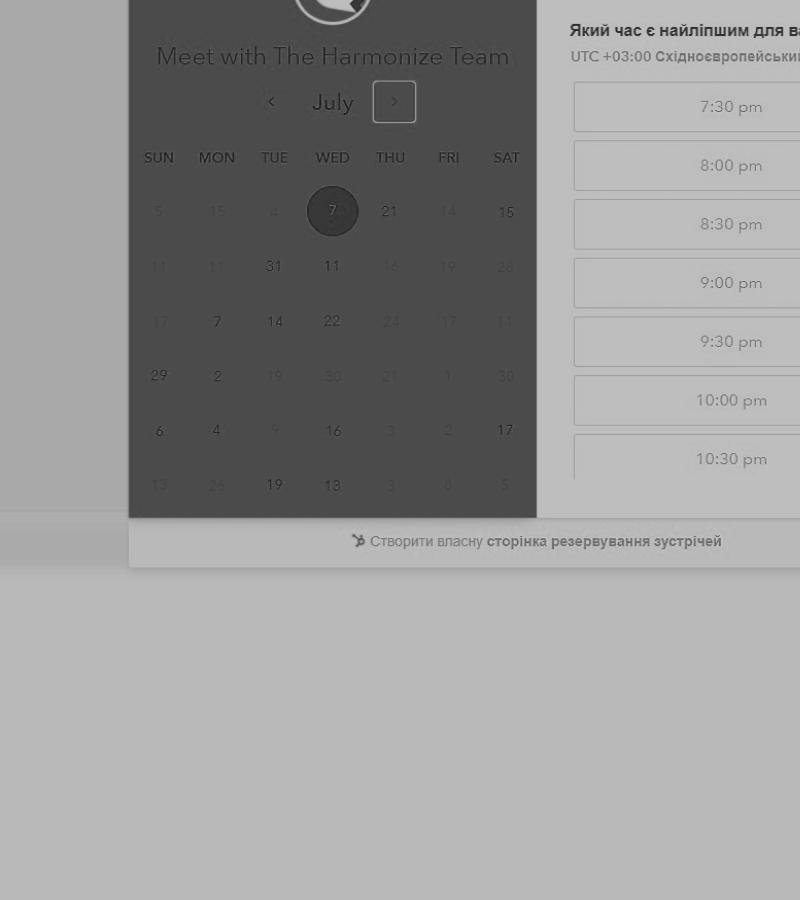 Meet with The Harmonize Team
July
SUN MON TUE WED THU FRI SAT
5 15 4 7 21 14 15
11 11 31 11 16 19 28
17 7 14 22 24 17 11
29 2 19 30 21 1 30
6 4 9 16 3 2 17
13 26 19 13 3 8 5
Який час є найліпшим для
UTC +03:00
7:30 pm
8:00 pm
8:30 pm
9:00 pm
9:30 pm
10:00 pm
10:30 pm
Створити власну сторінка резервування зустрічей